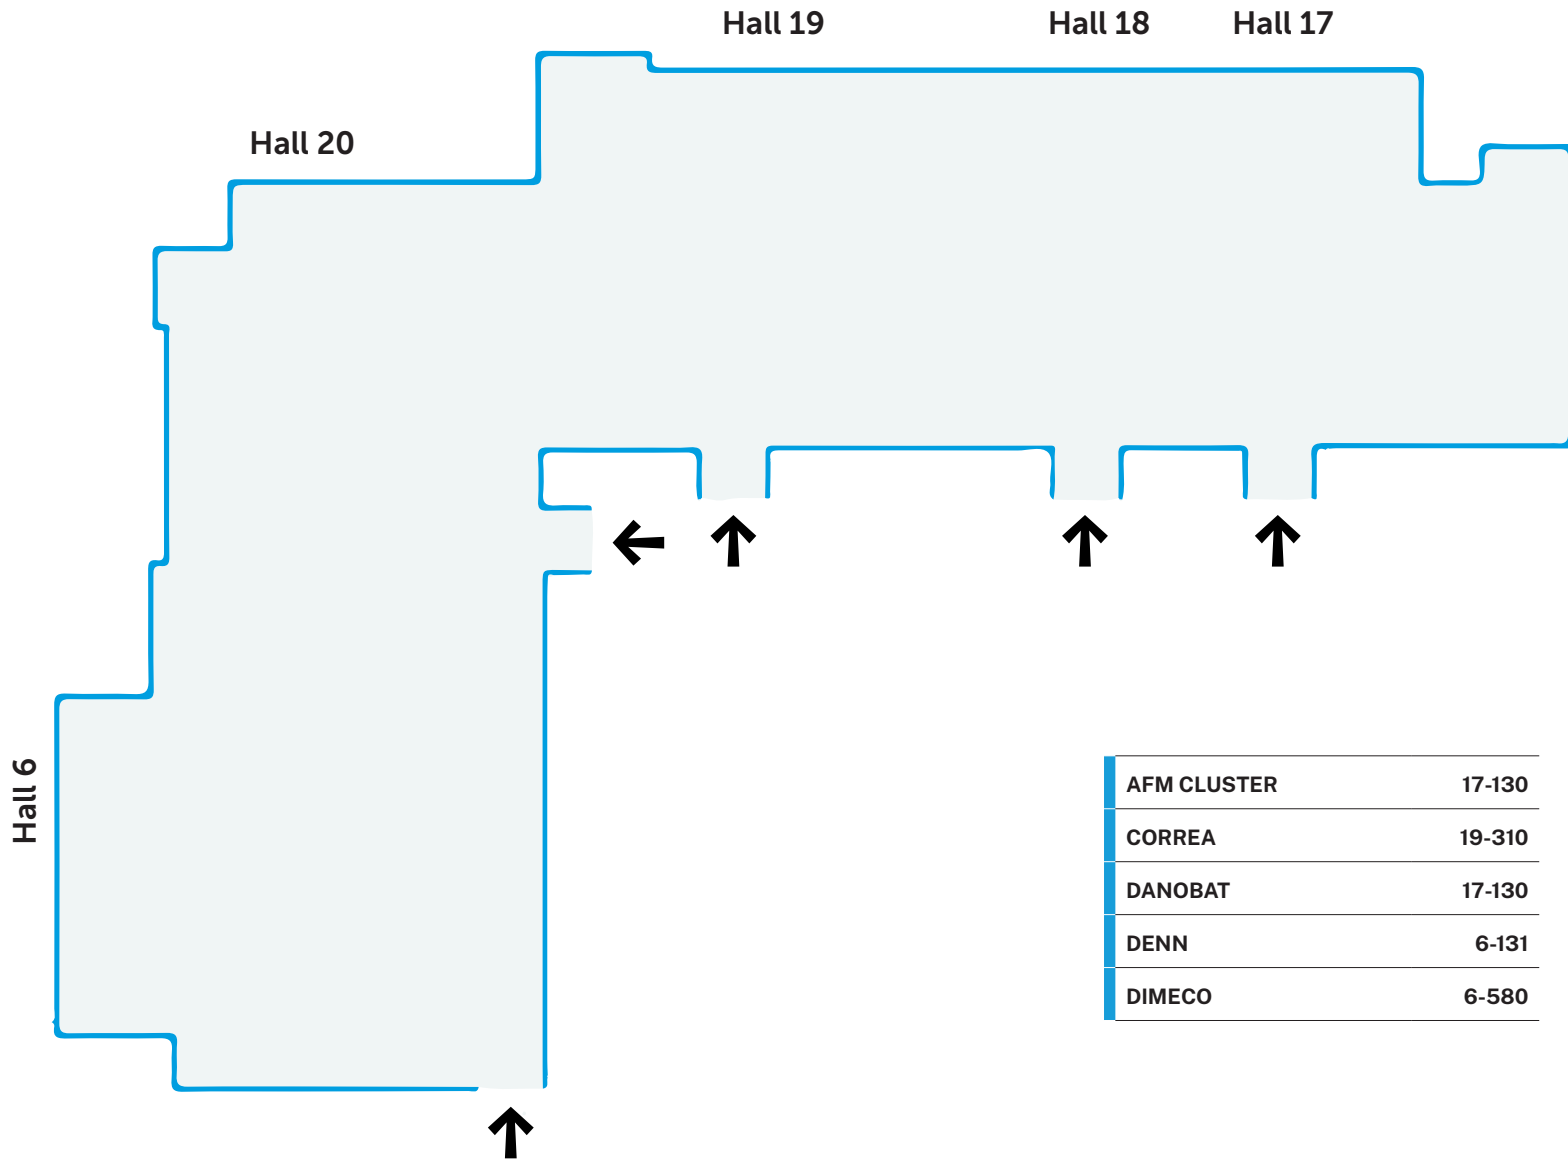 Hall 19
Hall 18
Hall 17
Hall 20
Hall 6
AFM CLUSTER 17-130
CORREA 19-310
DANOBAT 17-130
DENN 6-131
DIMECO 6-580